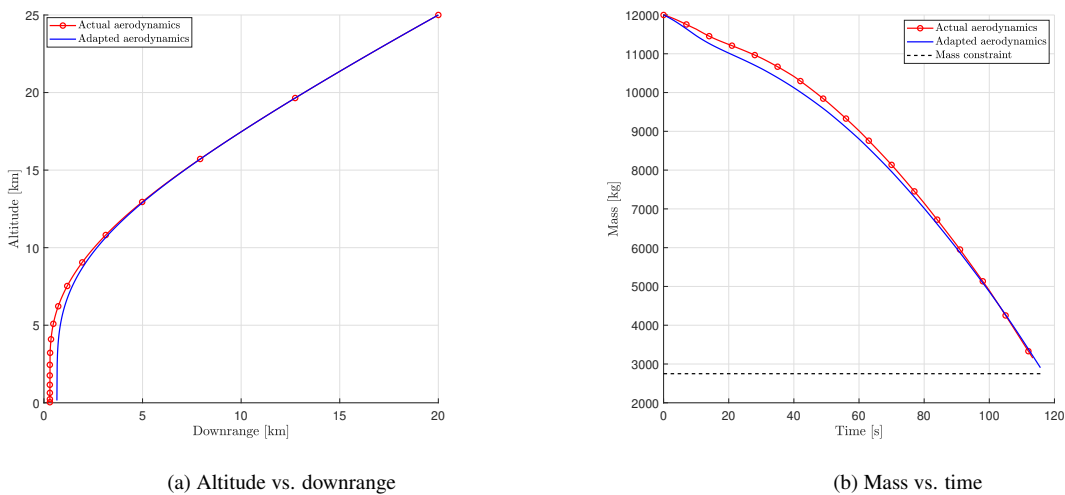 25
20
15
10
5
0
Altitude [km]
Actual aerodynamics
Adapted aerodynamics
0
5
10
15
20
Downrange [km]
(a) Altitude vs. downrange
12000
11000
10000
9000
8000
7000
6000
5000
4000
3000
2000
Mass [kg]
Actual aerodynamics
Adapted aerodynamics
Mass constraint
0
20
40
60
80
100
120
Time [s]
(b) Mass vs. time